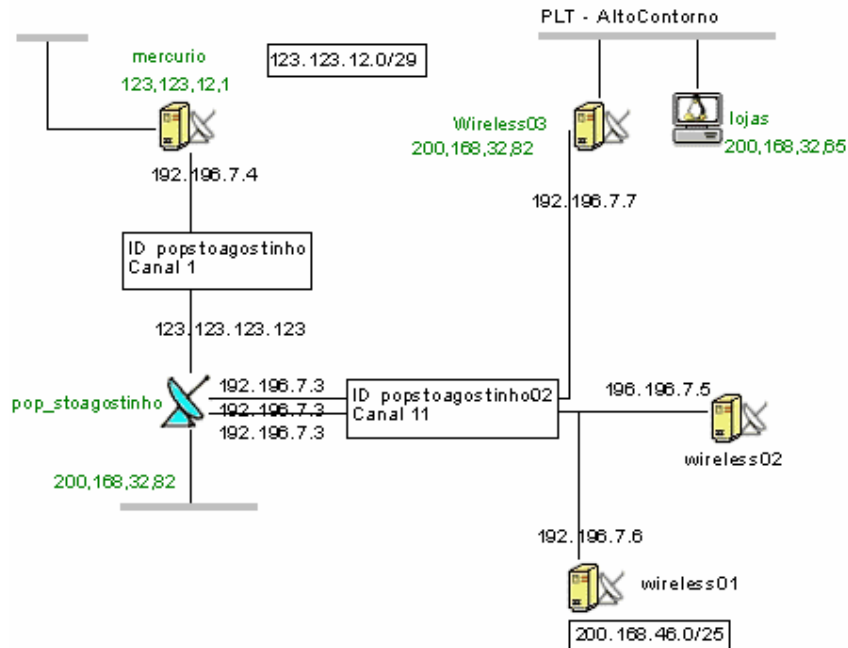 PLT - AltoContorno
mercurio
123,123,12,1
123.123.12.0/29
Wireless03
200,168,32,82
lojas
200,168,32,65
192.196.7.4
192.196.7.7
ID popstoagostinho
Canal 1
123.123.123.123
pop_stoagostinho
192.196.7.3
192.196.7.3
192.196.7.3
ID popstoagostinho02
Canal 11
196.196.7.5
wireless02
200,168,32,82
192.196.7.6
wireless01
200.168.46.0/25